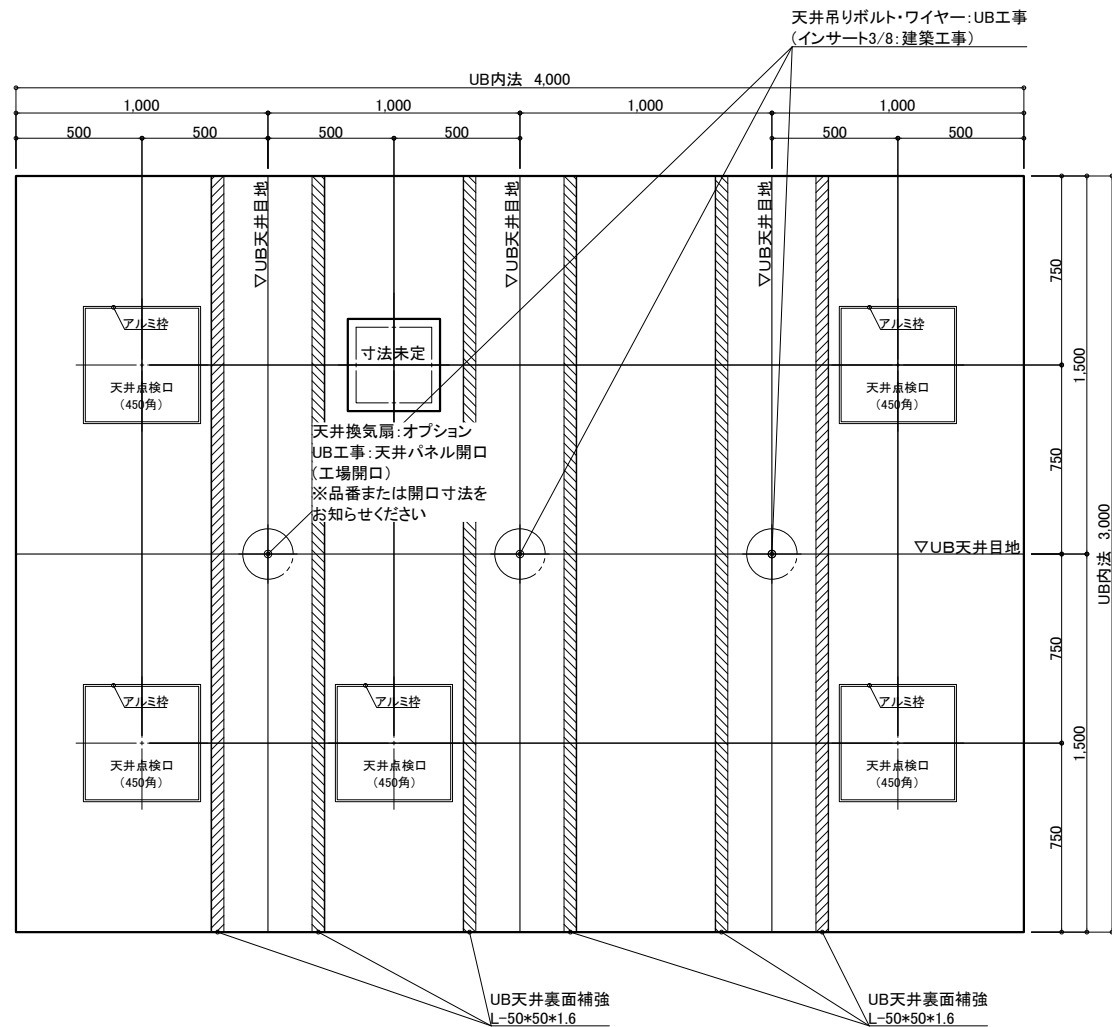 天井吊りボルト・ワイヤー：UB工事
(インサート3/8：建築工事)
UB内法 4,000
1,000
1,000
1,000
1,000
500
500
500
500
500
500
▽UB天井目地
▽UB天井目地
▽UB天井目地
アルミ枠
天井点検口
(450角)
寸法未定
アルミ枠
天井点検口
(450角)
天井換気扇：オプション
UB工事：天井パネル開口
(工場開口)
※品番または開口寸法を
お知らせください
▽UB天井目地
アルミ枠
天井点検口
(450角)
アルミ枠
天井点検口
(450角)
アルミ枠
天井点検口
(450角)
750
750
750
750
1,500
1,500
UB内法 3,000
UB天井裏面補強
L-50*50*1.6
UB天井裏面補強
L-50*50*1.6